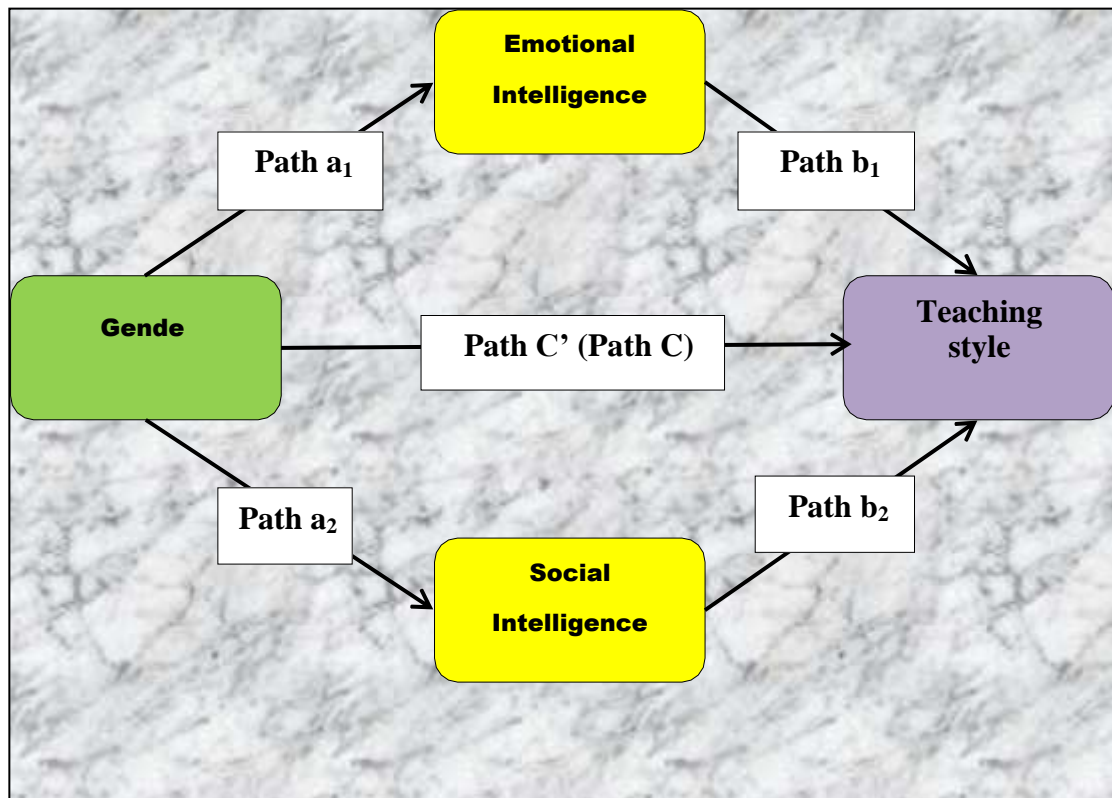 Emotional
Intelligence
Path a₁
Path b₁
Gende
Path C’ (Path C)
Teaching
style
Path a₂
Path b₂
Social
Intelligence